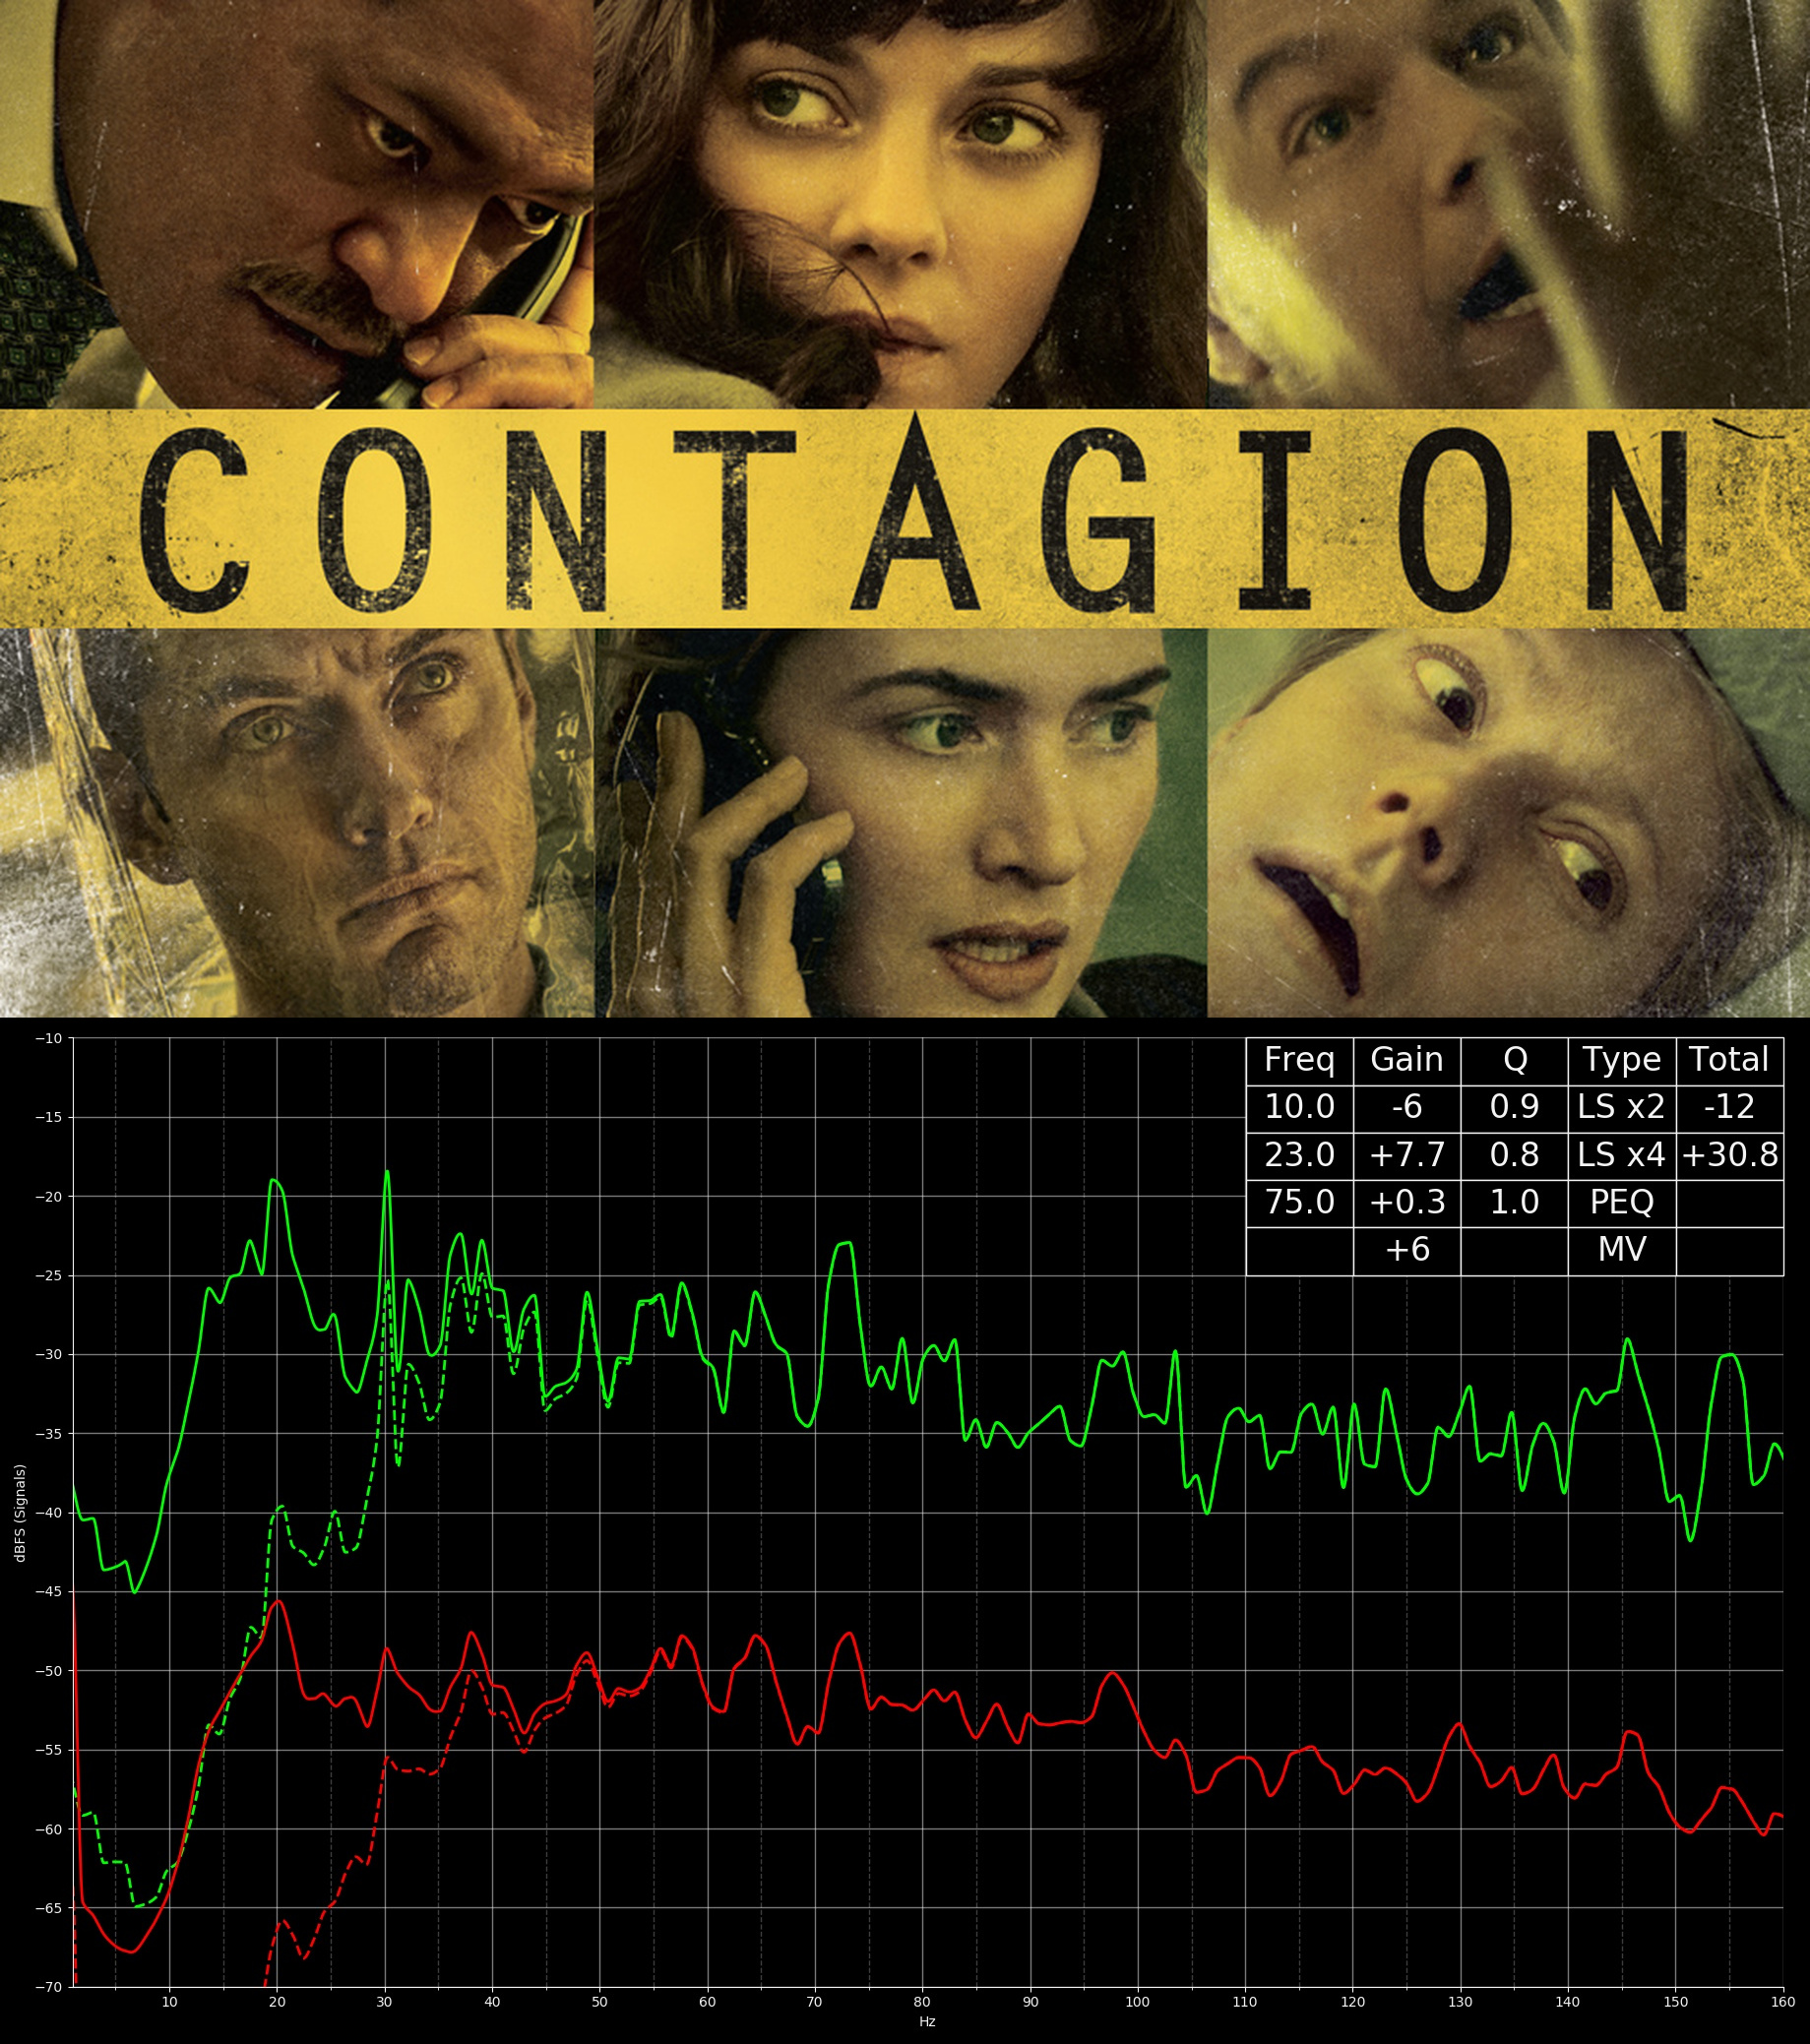 CONTAGION
Freq Gain Q Type Total
10.0 -6 0.9 LS x2 -12
23.0 +7.7 0.8 LS x4 +30.8
75.0 +0.3 1.0 PEQ
+6 MV
−10
−15
−20
−25
−30
−35
−40
−45
−50
−55
−60
−65
−70
dBFS (Signals)
10 20 30 40 50 60 70 80 90 100 110 120 130 140 150 160
Hz